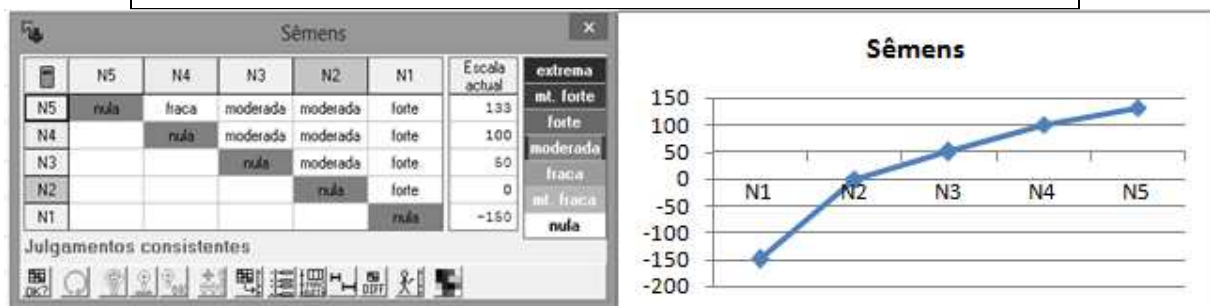 Sêmens
N5 N4 N3 N2 N1 Escala actual
N5 nula fraca moderada moderada forte 133
N4 nula moderada moderada forte 100
N3 nula moderada forte 50
N2 nula forte 0
N1 nula -150
extrema
mt. forte
forte
moderada
fraca
mt. fraca
nula
Julgamentos consistentes
OK?
DIFF
Sêmens
150
100
50
0
-50
-100
-150
-200
N1 N2 N3 N4 N5